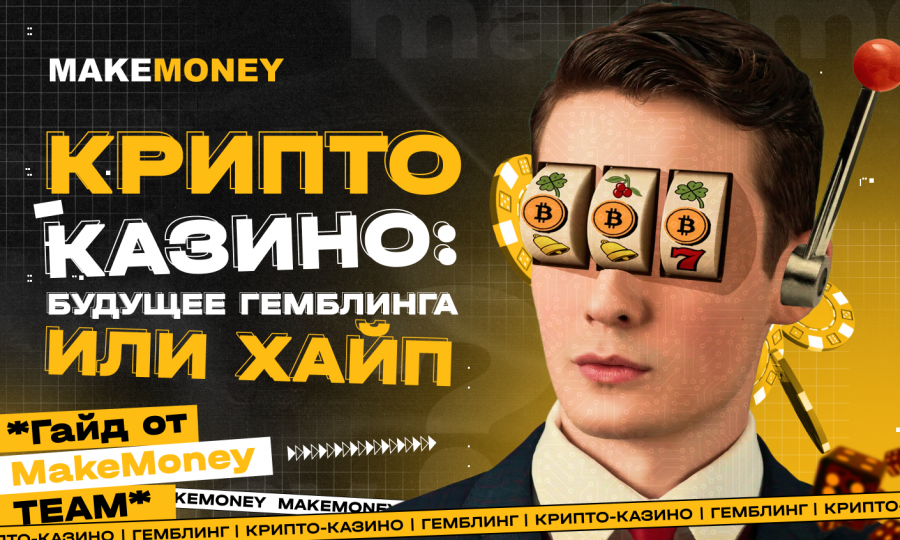 MAKEMONEY
КРИПТО
КАЗИНО:
БУДУЩЕЕ ГЕМБЛИНГА
ИЛИ ХАЙП
*Гайд от
MakeMoney
TEAM*
KEMONEY MAKEMONEY
ПТО-КАЗИНО | ГЕМБЛИНГ | КРИПТО-КАЗИНО | ГЕМБЛИНГ | КРИПТО-КАЗИНО | ГЕМБЛИНГ | КРИПТО-